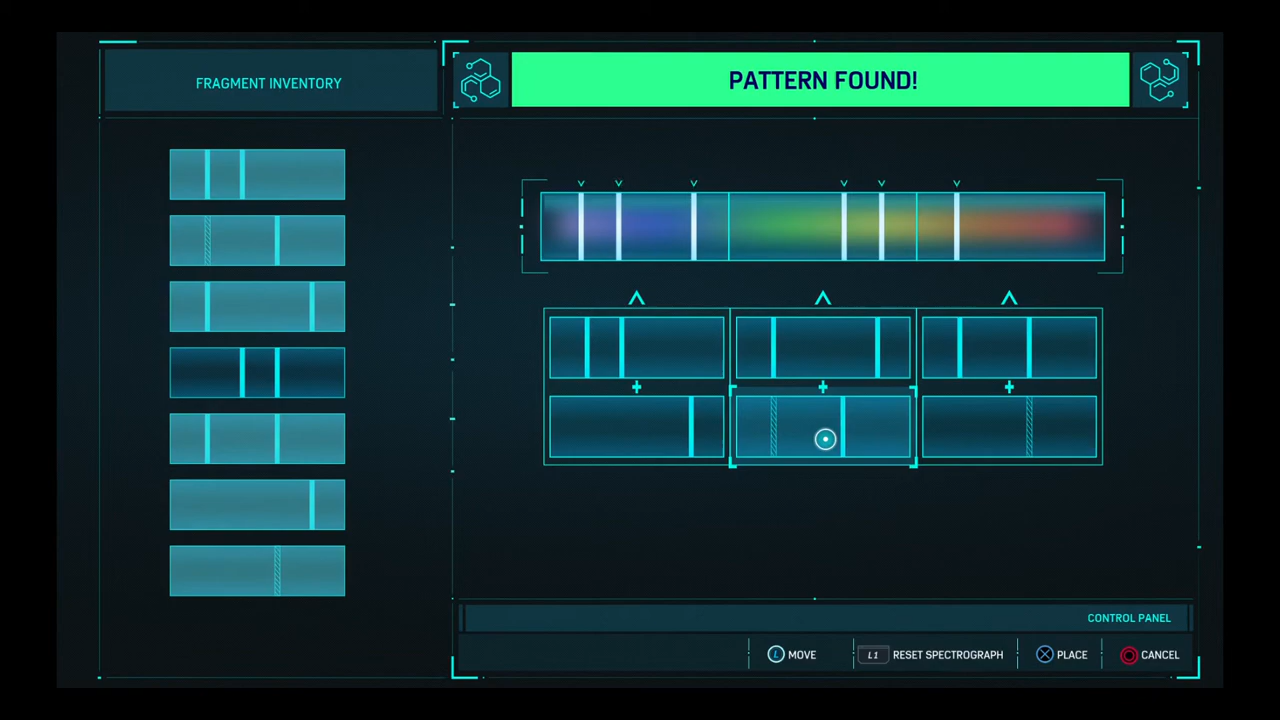 FRAGMENT INVENTORY
PATTERN FOUND!
CONTROL PANEL
L MOVE
L1 RESET SPECTROGRAPH
PLACE
CANCEL